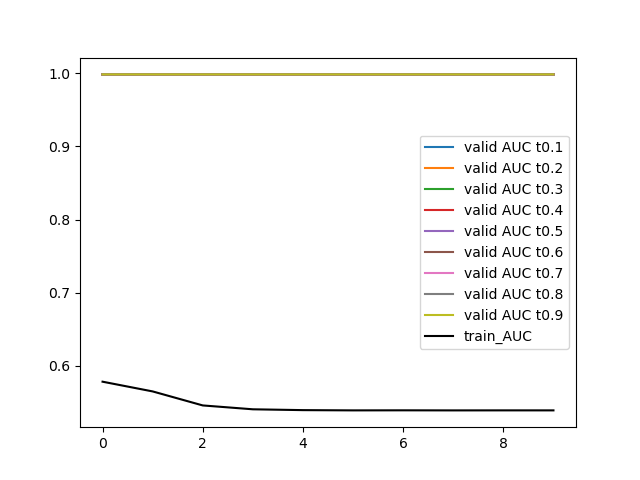 1.0
0.9
0.8
0.7
0.6
0 2 4 6 8
valid AUC t0.1
valid AUC t0.2
valid AUC t0.3
valid AUC t0.4
valid AUC t0.5
valid AUC t0.6
valid AUC t0.7
valid AUC t0.8
valid AUC t0.9
train_AUC